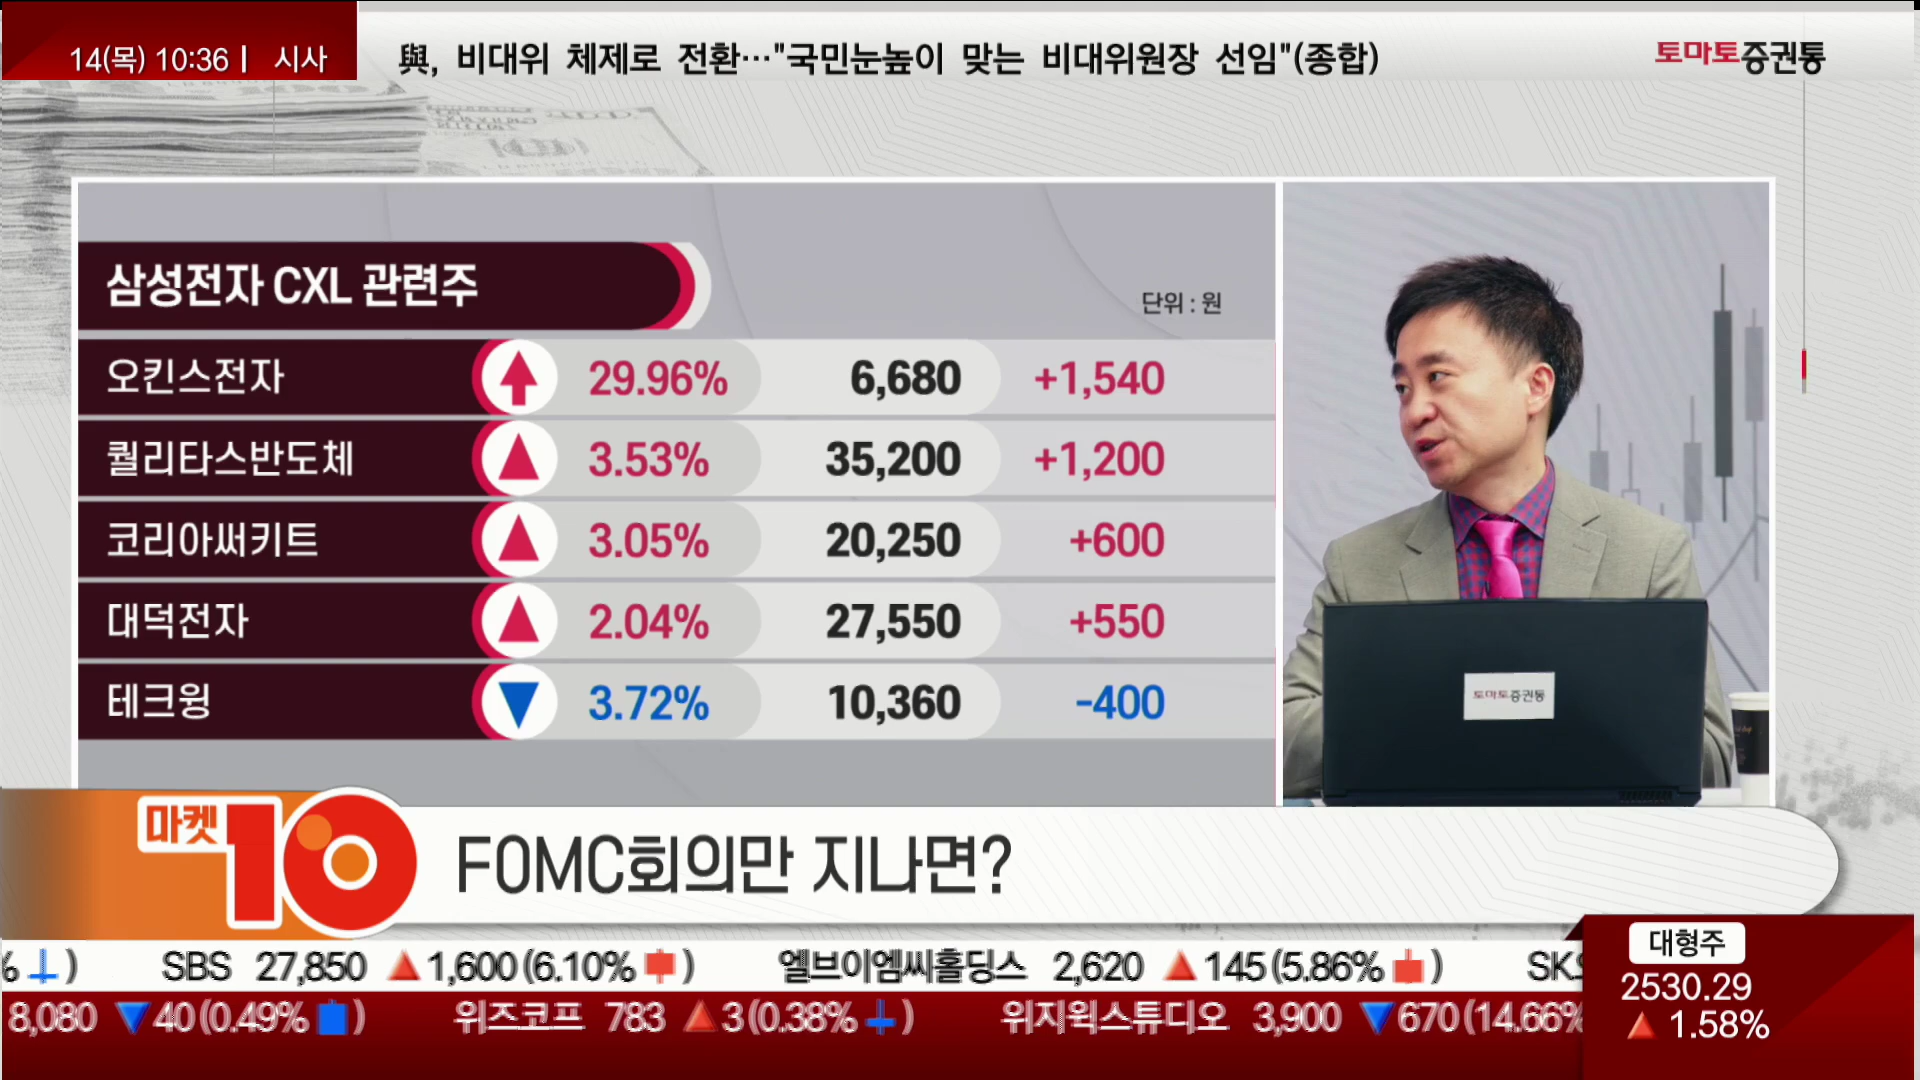 14(목) 10:36 | 시사
與, 비대위 체제로 전환…"국민눈높이 맞는 비대위원장 선임"(종합)
토마토증권통
삼성전자 CXL 관련주
단위 : 원
오킨스전자 29.96% 6,680 +1,540
퀄리타스반도체 3.53% 35,200 +1,200
코리아써키트 3.05% 20,250 +600
대덕전자 2.04% 27,550 +550
테크윙 3.72% 10,360 -400
토마토증권통
마켓
10
FOMC회의만 지나면?
% ) SBS 27,850 ▲1,600(6.10% ) 엘브이엠씨홀딩스 2,620 ▲145(5.86% ) SK
8,080 ▼40(0.49% ) 위즈코프 783 ▲3(0.38% ) 위지윅스튜디오 3,900 ▼670(14.66%
대형주
2530.29
▲ 1.58%